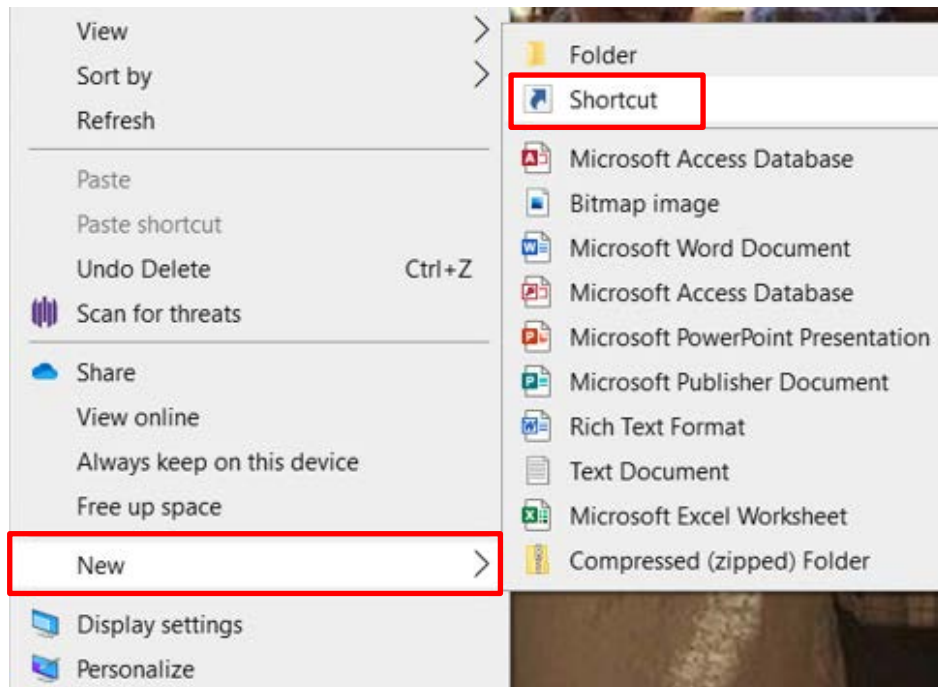 View
Sort by
Refresh
Paste
Paste shortcut
Undo Delete Ctrl+Z
Scan for threats
Share
View online
Always keep on this device
Free up space
New
Display settings
Personalize
Folder
Shortcut
Microsoft Access Database
Bitmap image
Microsoft Word Document
Microsoft Access Database
Microsoft PowerPoint Presentation
Microsoft Publisher Document
Rich Text Format
Text Document
Microsoft Excel Worksheet
Compressed (zipped) Folder